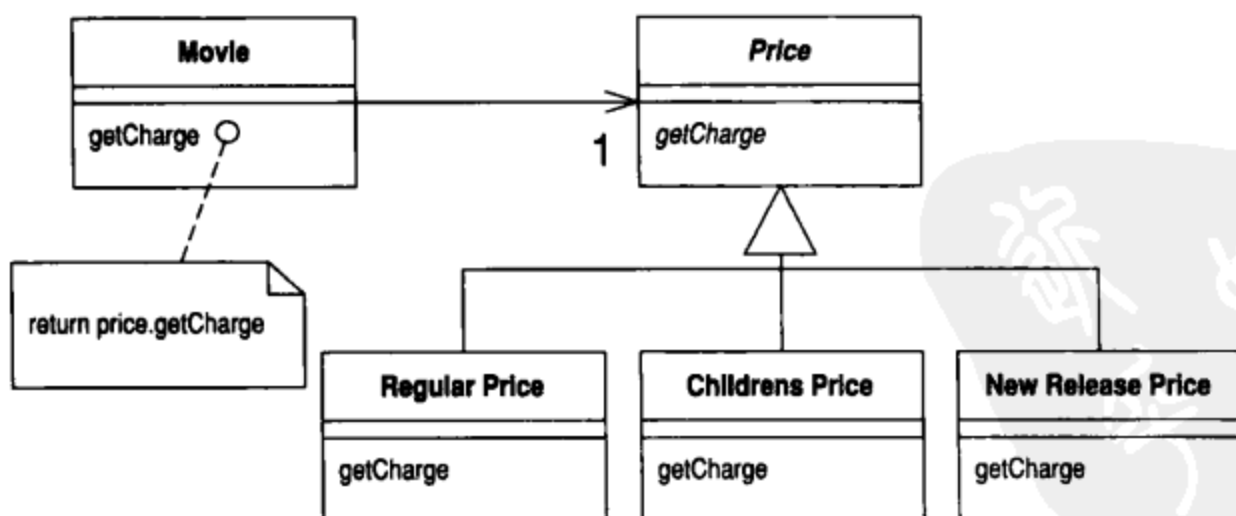 Movie
Price
getCharge
1
getCharge
return price.getCharge
Regular Price
Childrens Price
New Release Price
getCharge
getCharge
getCharge